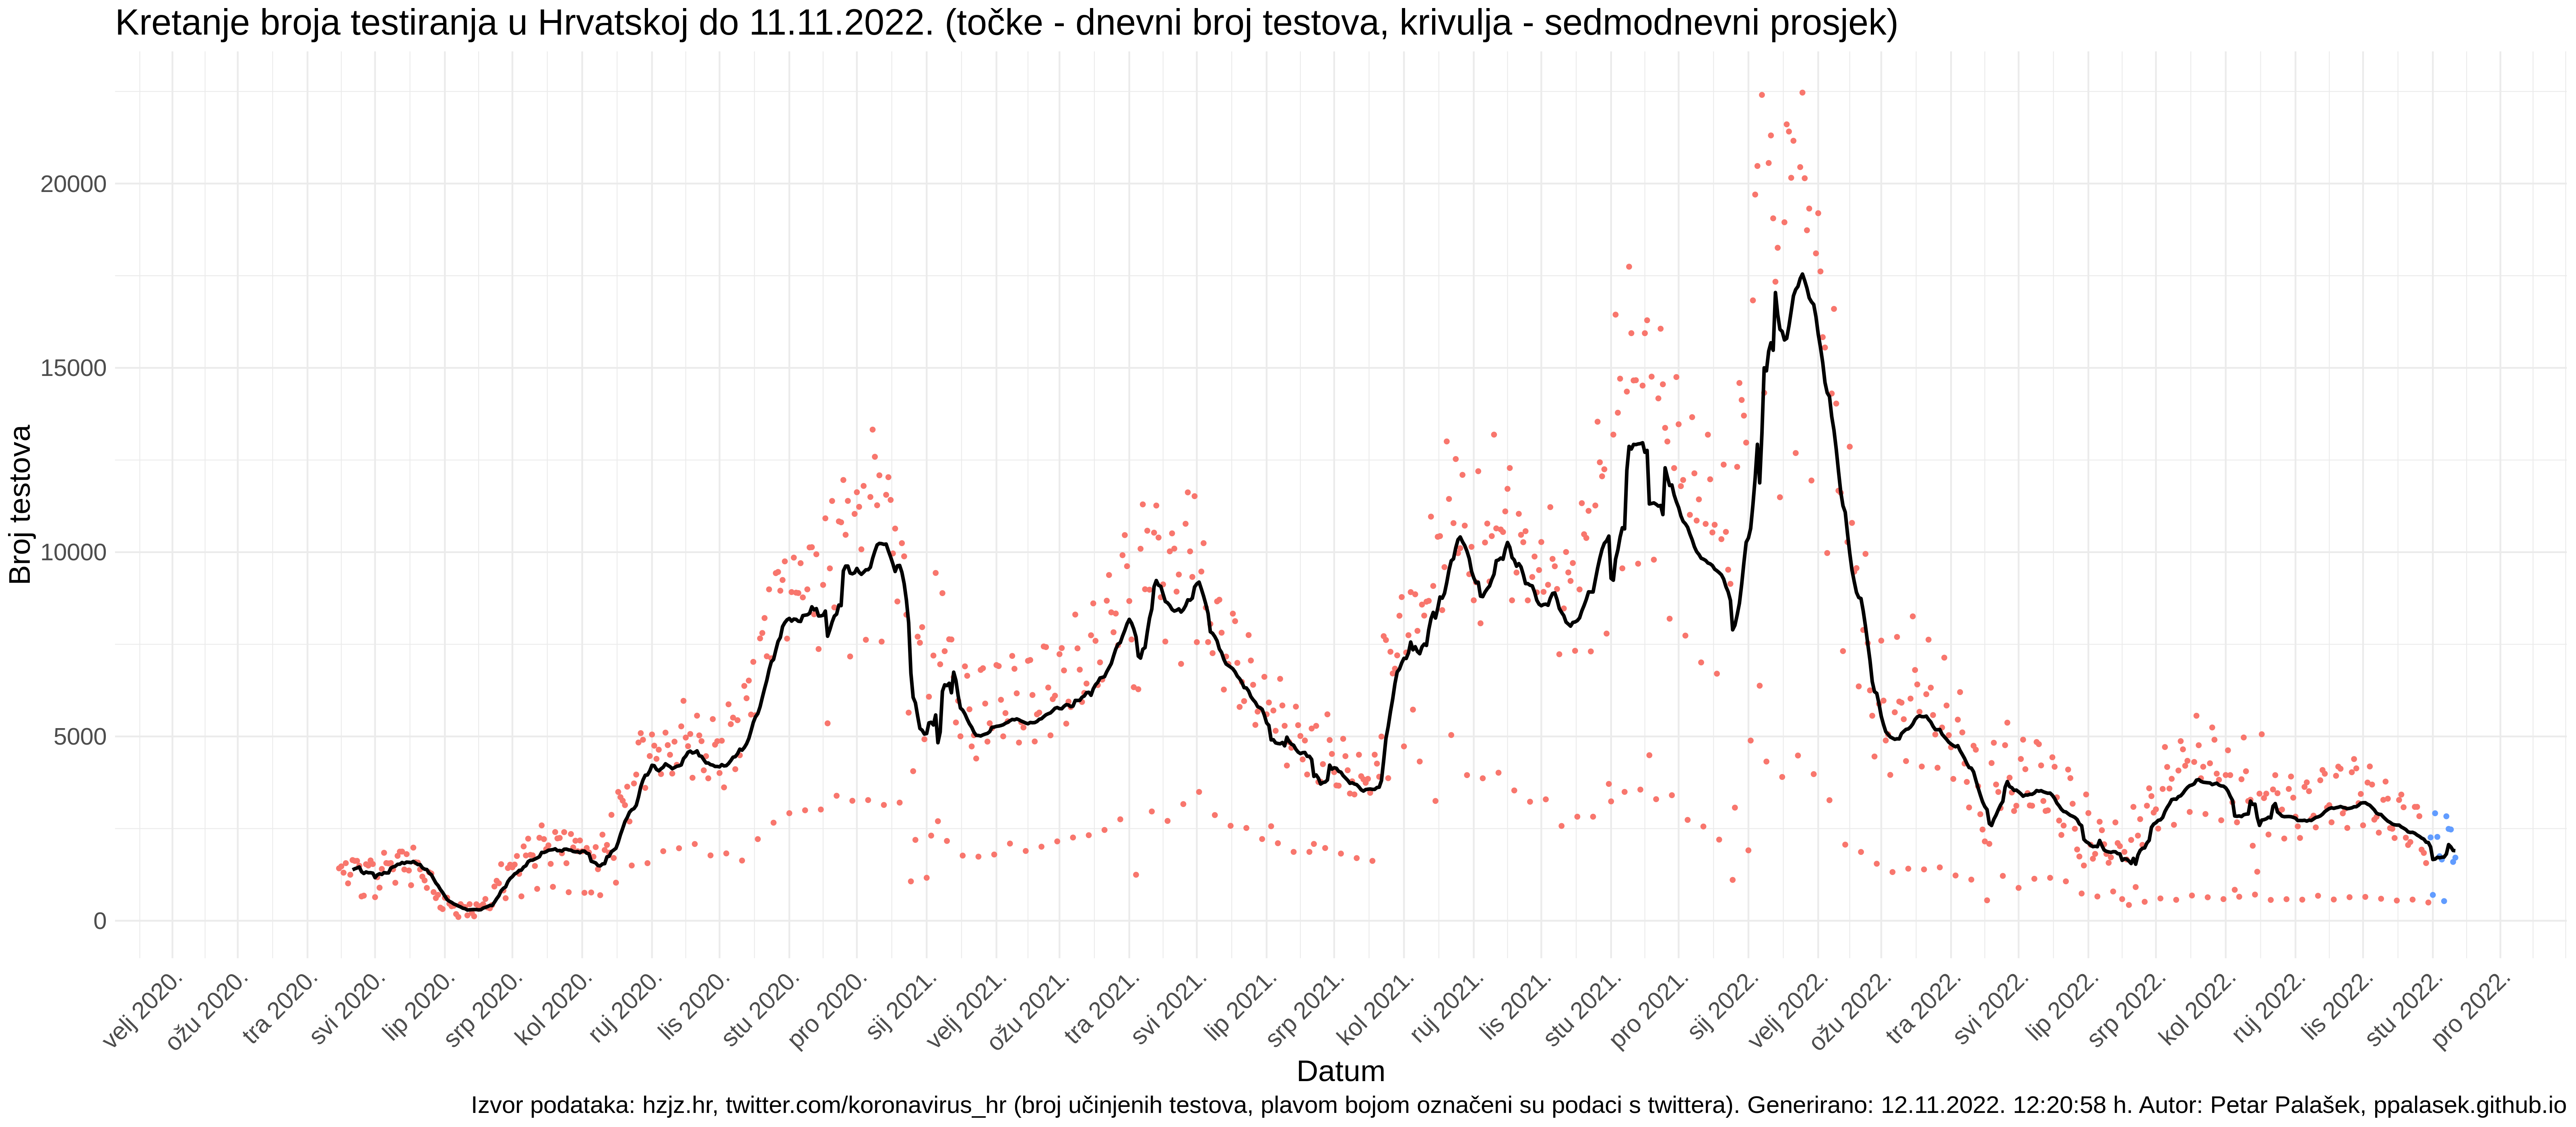 Kretanje broja testiranja u Hrvatskoj do 11.11.2022. (točke - dnevni broj testova, krivulja - sedmodnevni prosjek)
Broj testova
20000
15000
10000
5000
0
velj 2020.
ožu 2020.
tra 2020.
svi 2020.
lip 2020.
srp 2020.
kol 2020.
ruj 2020.
lis 2020.
stu 2020.
pro 2020.
sij 2021.
velj 2021.
ožu 2021.
tra 2021.
svi 2021.
lip 2021.
srp 2021.
kol 2021.
ruj 2021.
lis 2021.
stu 2021.
pro 2021.
sij 2022.
velj 2022.
ožu 2022.
tra 2022.
svi 2022.
lip 2022.
srp 2022.
kol 2022.
ruj 2022.
lis 2022.
stu 2022.
pro 2022.
Datum
Izvor podataka: hzjz.hr, twitter.com/koronavirus_hr (broj učinjenih testova, plavom bojom označeni su podaci s twittera). Generirano: 12.11.2022. 12:20:58 h. Autor: Petar Palašek, ppalasek.github.io